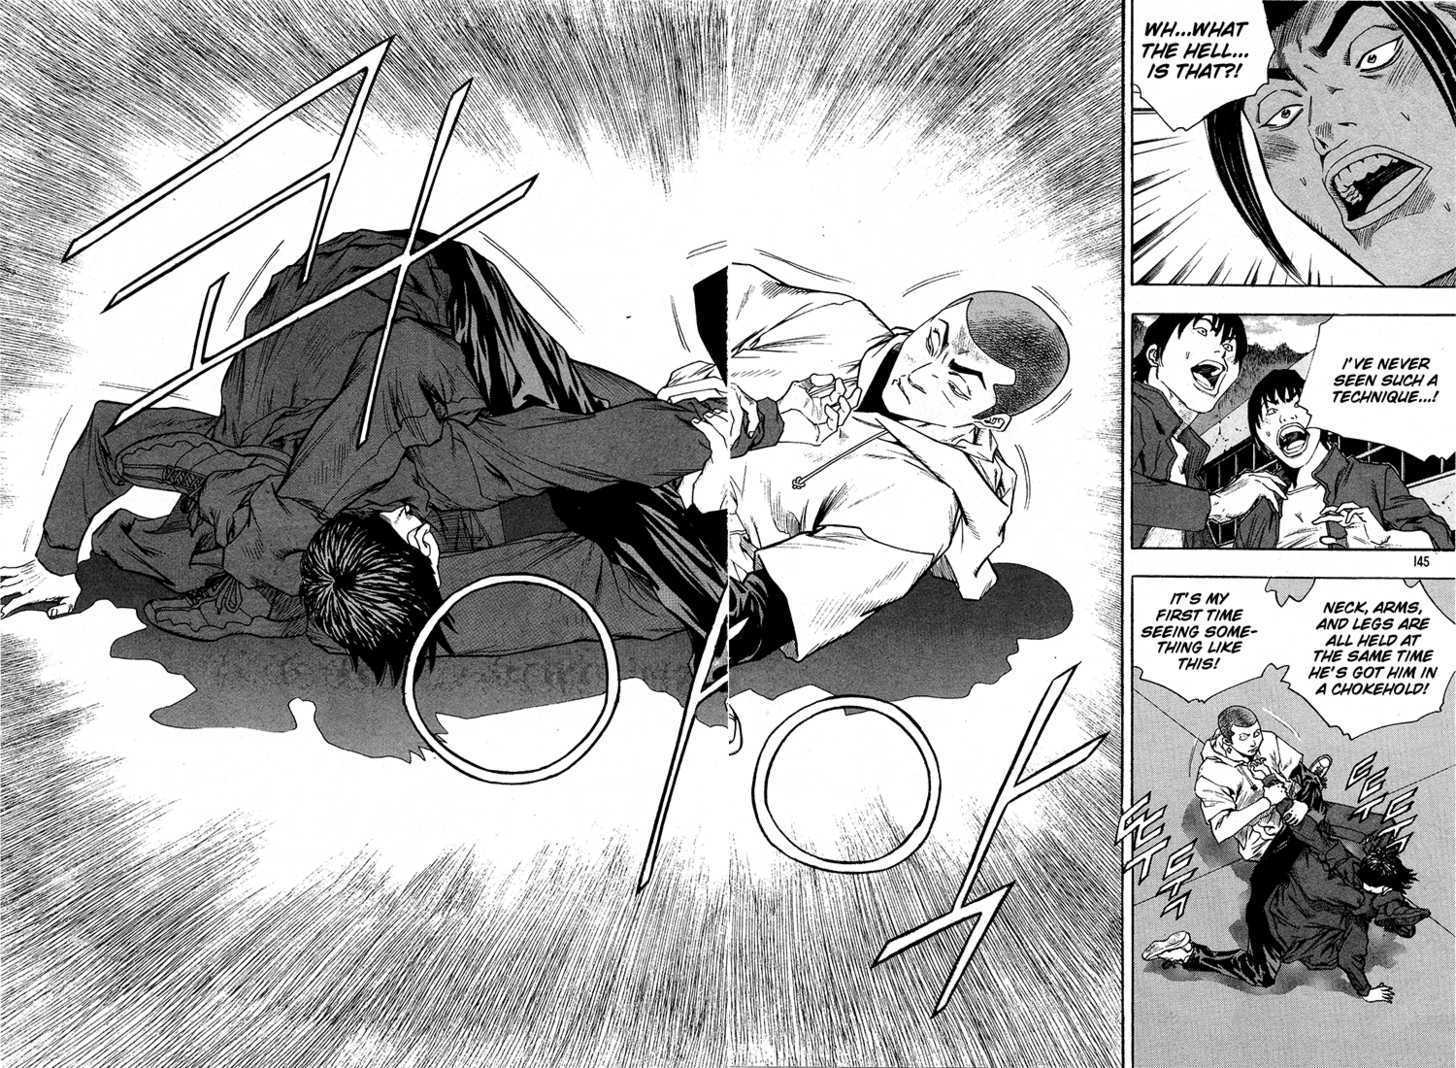 WH...WHAT
THE HELL...
IS THAT?!
I'VE NEVER
SEEN SUCH A
TECHNIQUE...!
145
NECK, ARMS,
AND LEGS ARE
ALL HELD AT
THE SAME TIME
HE'S GOT HIM IN
A CHOKEHOLD!
IT'S MY
FIRST TIME
SEEING SOME-
THING LIKE
THIS!